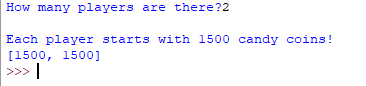 How many players are there?2
Each player starts with 1500 candy coins!
[1500, 1500]
>>>